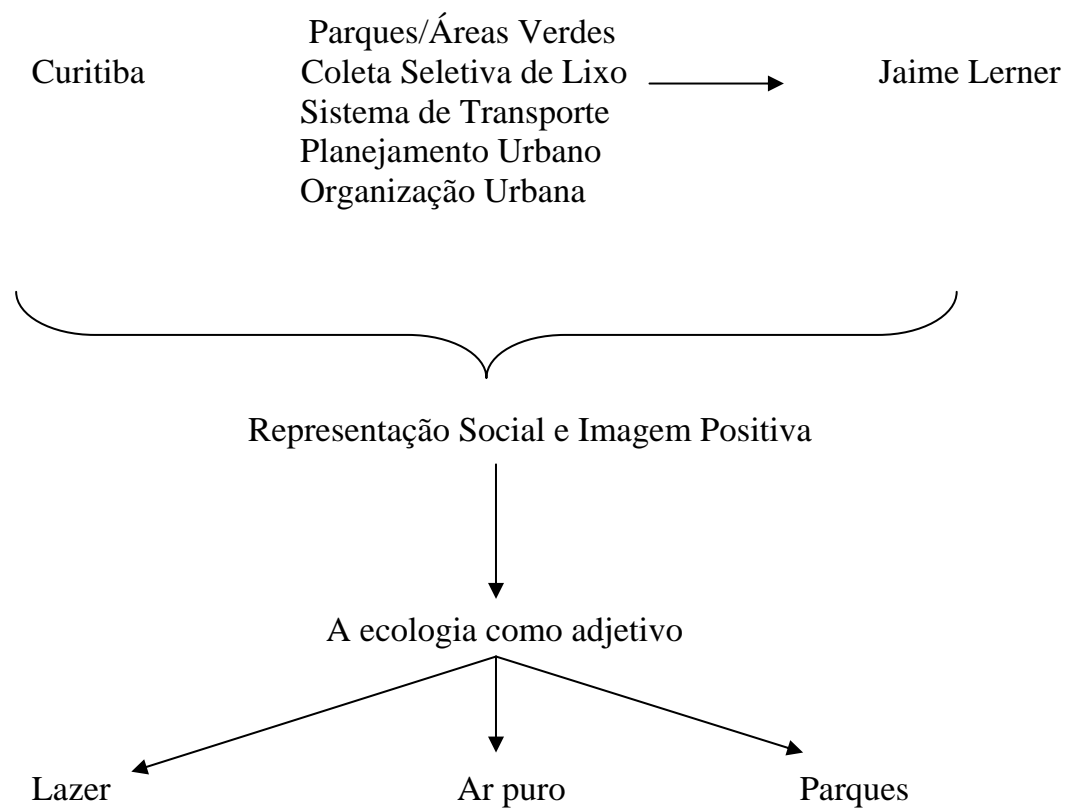 Parques/Áreas Verdes
Curitiba Coleta Seletiva de Lixo Jaime Lerner
Sistema de Transporte
Planejamento Urbano
Organização Urbana
Representação Social e Imagem Positiva
A ecologia como adjetivo
Lazer Ar puro Parques